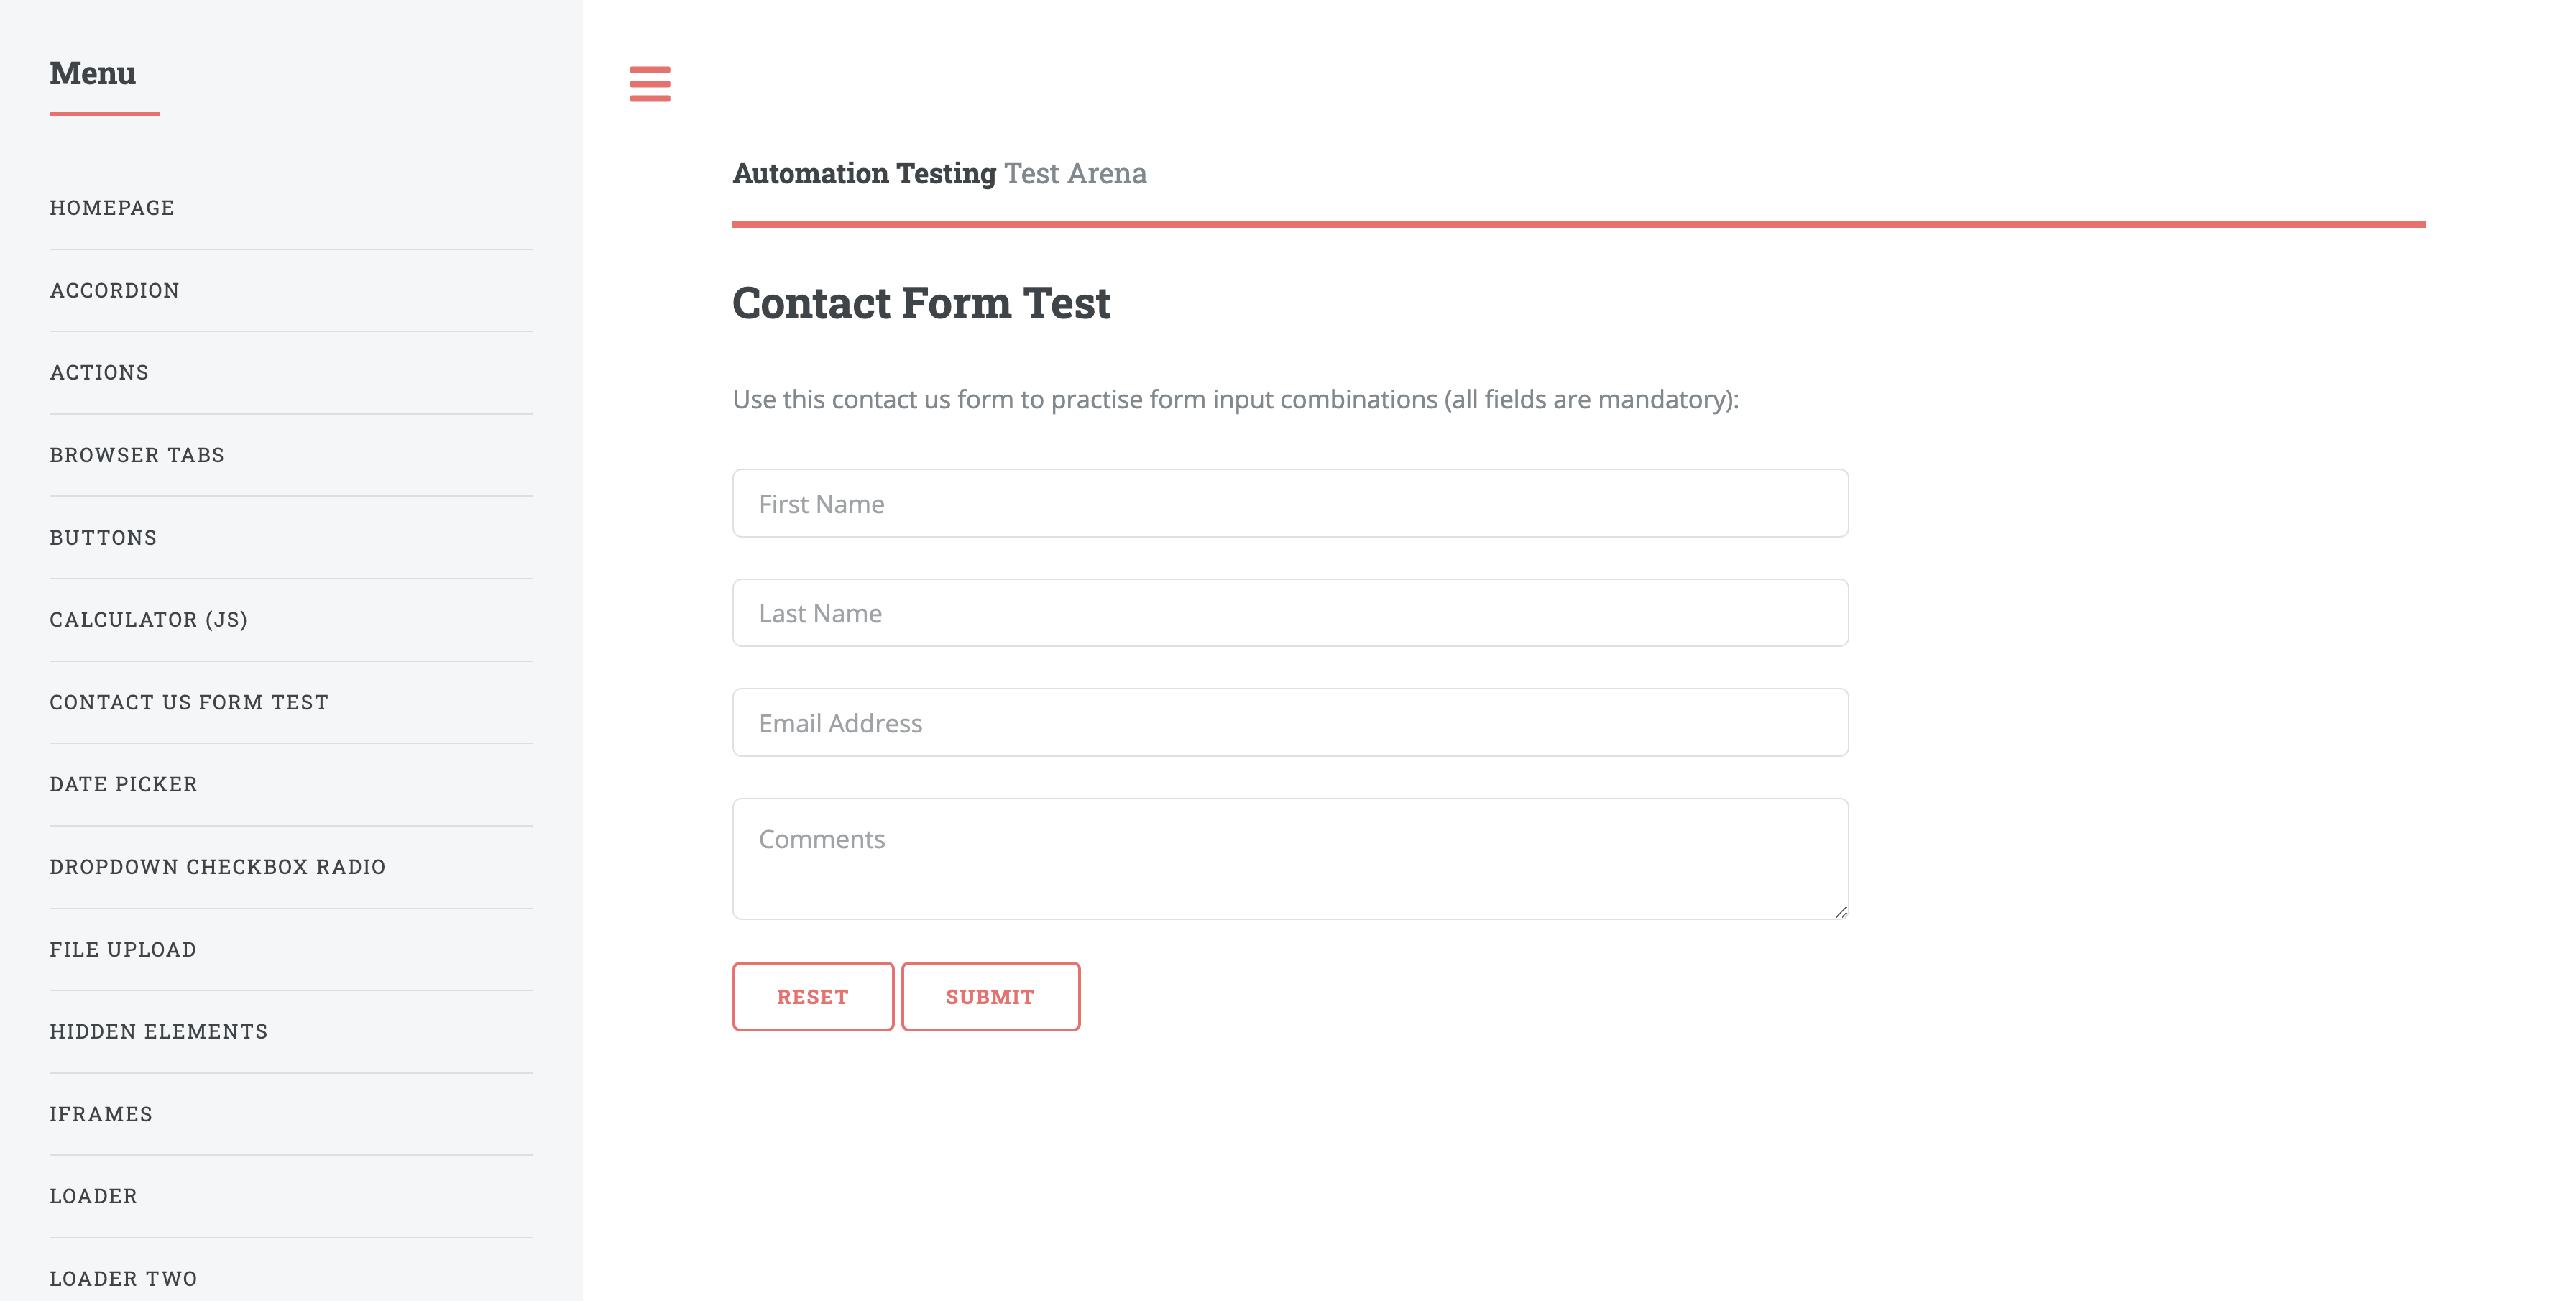 Menu
HOMEPAGE
ACCORDION
ACTIONS
BROWSER TABS
BUTTONS
CALCULATOR (JS)
CONTACT US FORM TEST
DATE PICKER
DROPDOWN CHECKBOX RADIO
FILE UPLOAD
HIDDEN ELEMENTS
IFRAMES
LOADER
LOADER TWO
Automation Testing Test Arena
Contact Form Test
Use this contact us form to practise form input combinations (all fields are mandatory):
First Name
Last Name
Email Address
Comments
RESET SUBMIT